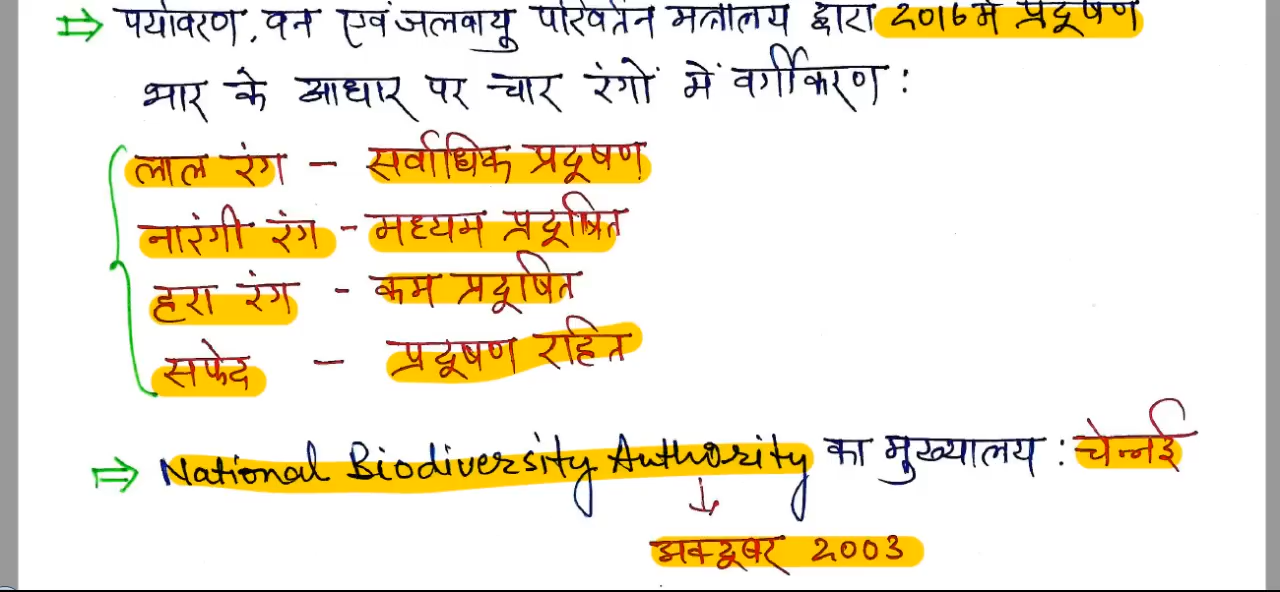 ⇒ पर्यावरण, वन एवं जलवायु परिवर्तन मंत्रालय द्वारा 2016 में प्रदूषण
भार के आधार पर चार रंगों में वर्गीकरण :
लाल रंग – सर्वाधिक प्रदूषण
नारंगी रंग - मध्यम प्रदूषित
हरा रंग - कम प्रदूषित
सफेद – प्रदूषण रहित
⇒ National Biodiversity Authority का मुख्यालय : चेन्नई
↓
अक्टूबर 2003